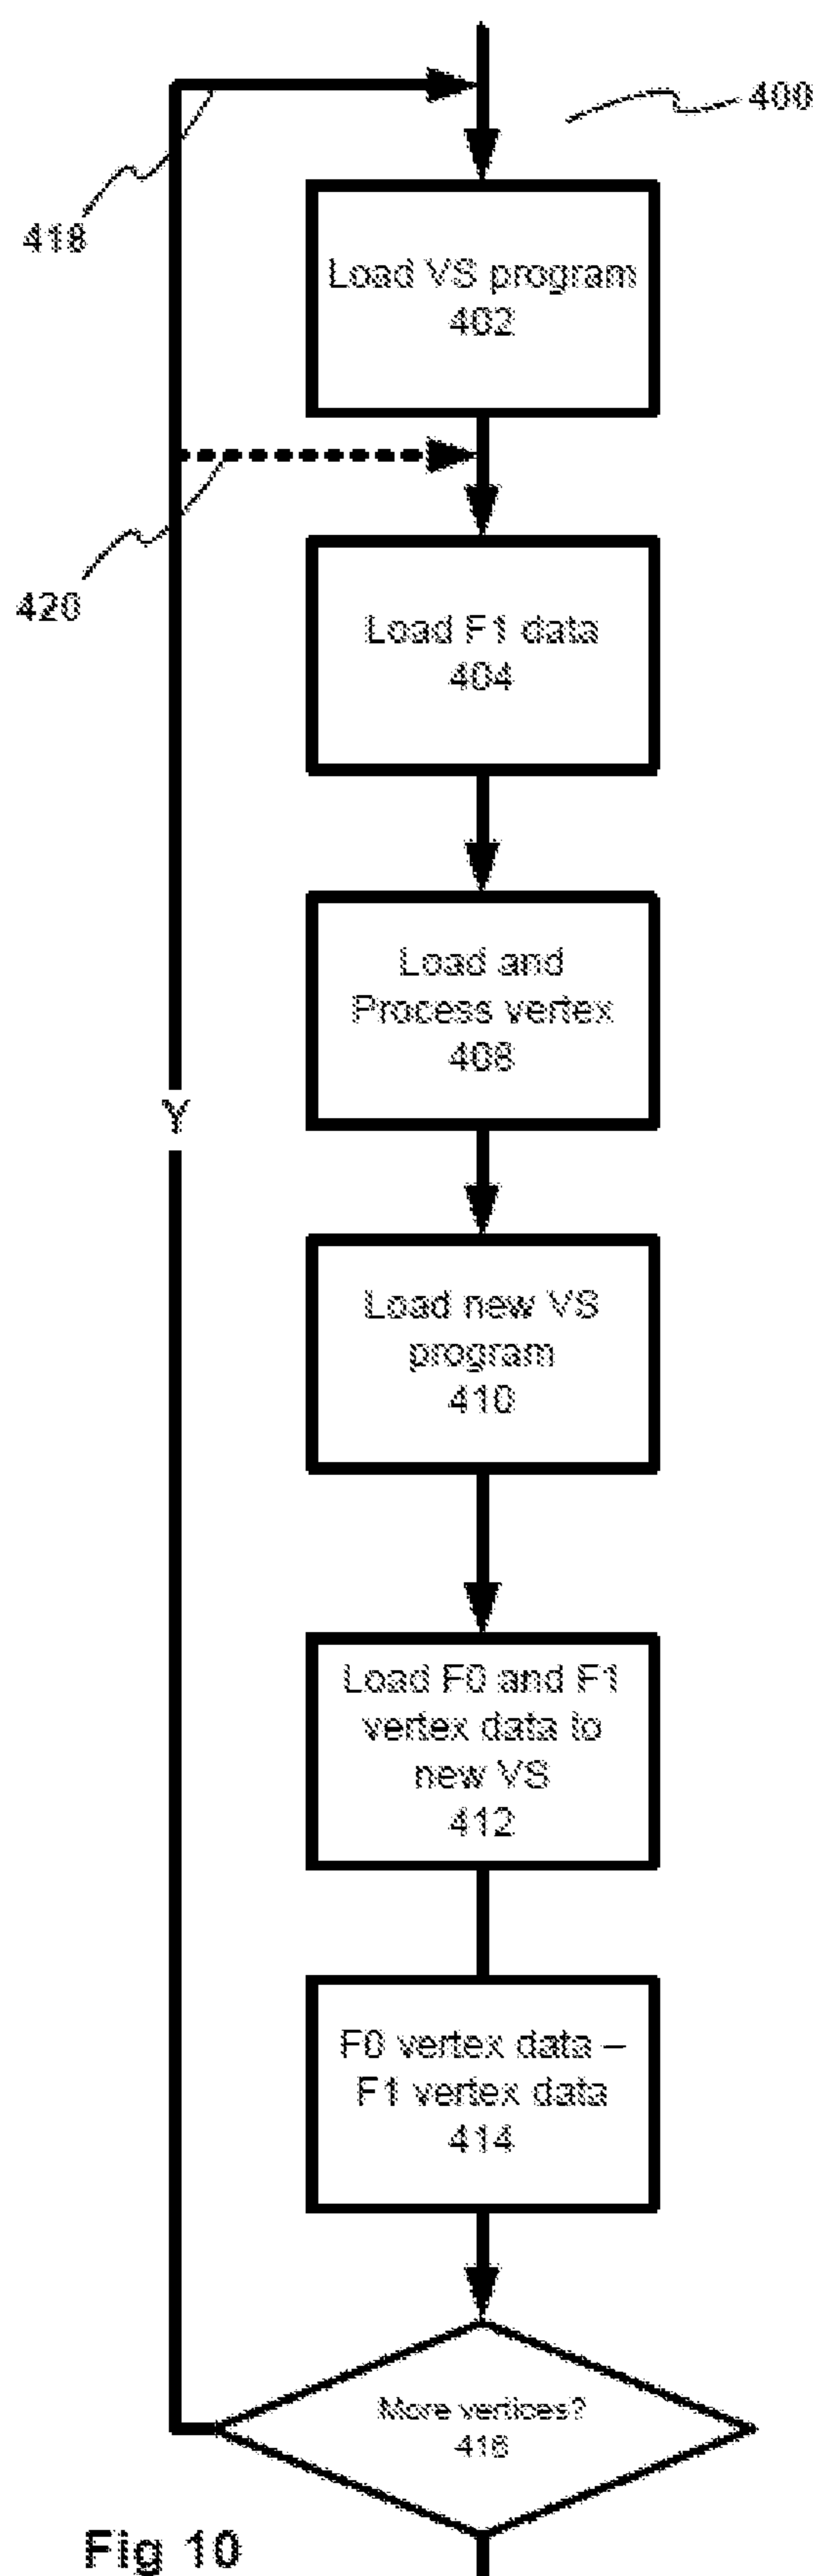 400
418
Load VS program
402
420
Load F1 data
404
Load and
Process vertex
408
Y
Load new VS
program
410
Load F0 and F1
vertex data to
new VS
412
F0 vertex data –
F1 vertex data
414
More vertices?
416
Fig 10